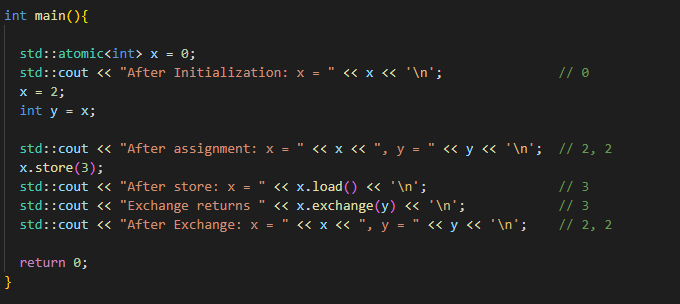 int main(){
std::atomic<int> x = 0;
std::cout << "After Initialization: x = " << x << '\n'; // 0
x = 2;
int y = x;
std::cout << "After assignment: x = " << x << ", y = " << y << '\n'; // 2, 2
x.store(3);
std::cout << "After store: x = " << x.load() << '\n'; // 3
std::cout << "Exchange returns " << x.exchange(y) << '\n'; // 3
std::cout << "After Exchange: x = " << x << ", y = " << y << '\n'; // 2, 2
return 0;
}